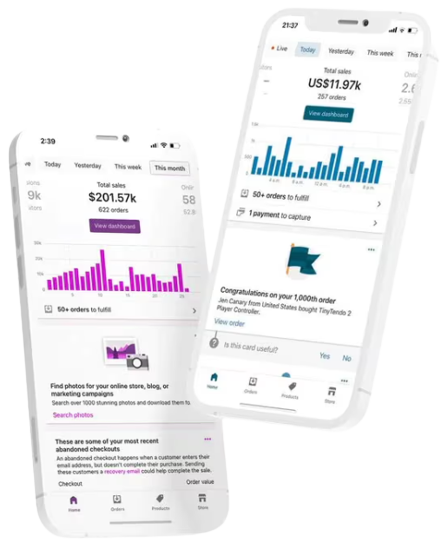 21:37
Live Today Yesterday This week This
Total sales
US$11.97k
257 orders
View dashboard
50+ orders to fulfill
1 payment to capture
Congratulations on your 1,000th order
Jen Canary from United States bought TinyTendo 2
Player Controller.
View order
Is this card useful? Yes No
Home Orders Products Store
2:39
Today Yesterday This week This month
Total sales
9k $201.57k 58
622 orders
View dashboard
50+ orders to fulfill
Find photos for your online store, blog, or
marketing campaigns
Search over 1000 stunning photos and download them
Search photos
These are some of your most recent
abandoned checkouts
An abandoned checkout happens when a customer enters their
email address, but doesn't complete their purchase. Sending
these customers a recovery email could help complete the sale.
Checkout Order value
Home Orders Products Store